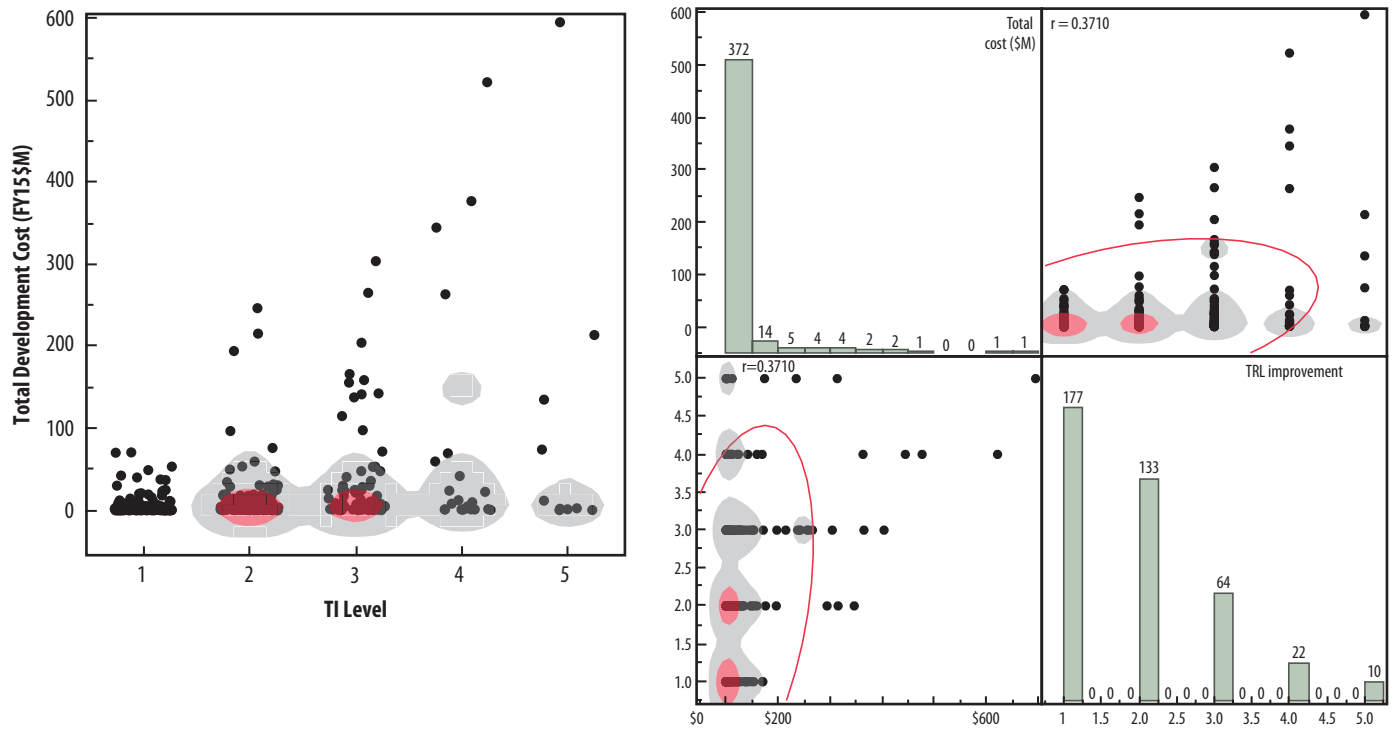 600
500
400
300
200
100
0
Total Development Cost (FY15$M)
1 2 3 4 5
TI Level
600
500
400
300
200
100
0
Total
cost ($M)
372
14 5 4 4 2 2 1 0 0 1 1
r = 0.3710
r=0.3710
5.0
4.5
4.0
3.5
3.0
2.5
2.0
1.5
1.0
$0 $200 $600
TRL improvement
177
133
64
22
10
0 0 0 0 0 0 0 0 0 0 0 0
1 1.5 2.0 2.5 3.0 3.5 4.0 4.5 5.0